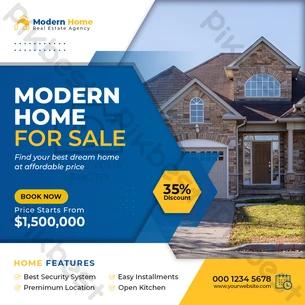 Modern Home
Real Estate Agency
MODERN
HOME
FOR SALE
Find your best dream home
at affordable price
BOOK NOW
Price Starts From
$1,500,000
35%
Discount
HOME FEATURES
Best Security System
Easy Installments
Premium Location
Open Kitchen
000 1234 5678
www.yourwebsite.com